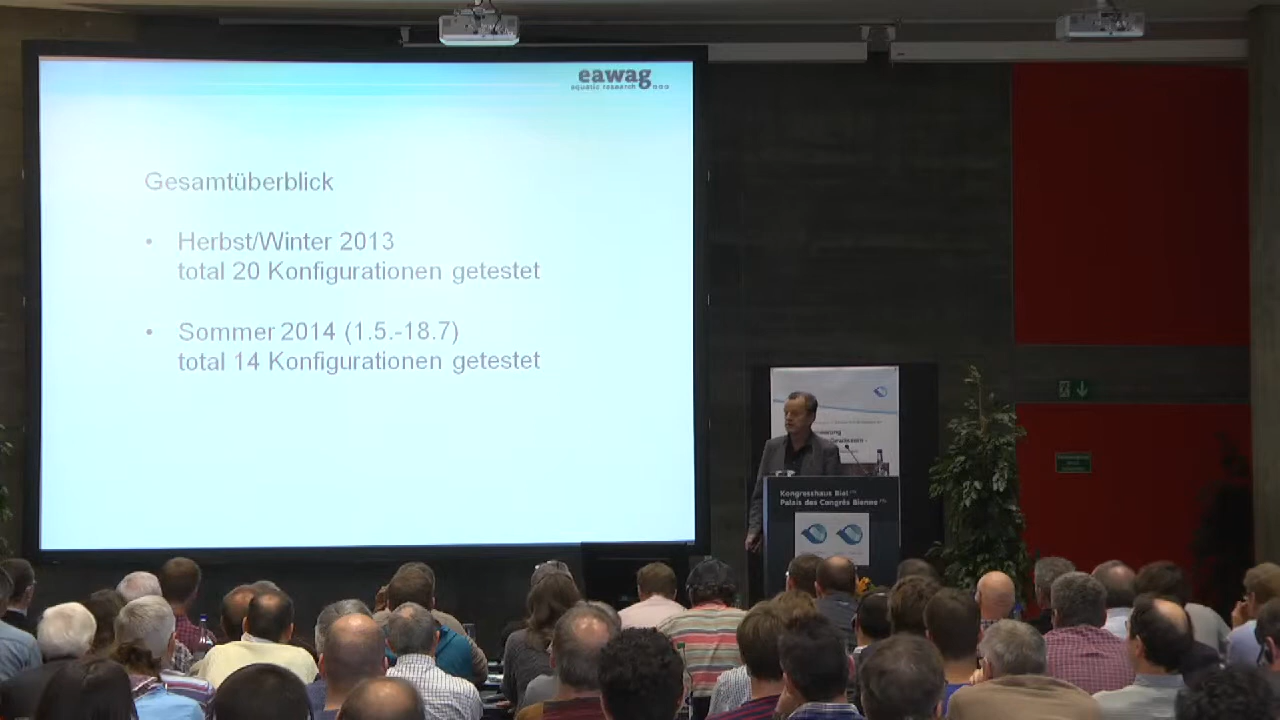 eawag
aquatic research
Gesamtüberblick
• Herbst/Winter 2013
total 20 Konfigurationen getestet
• Sommer 2014 (1.5.-18.7)
total 14 Konfigurationen getestet
Kongresshaus Biel
Palais des Congrès Bienne